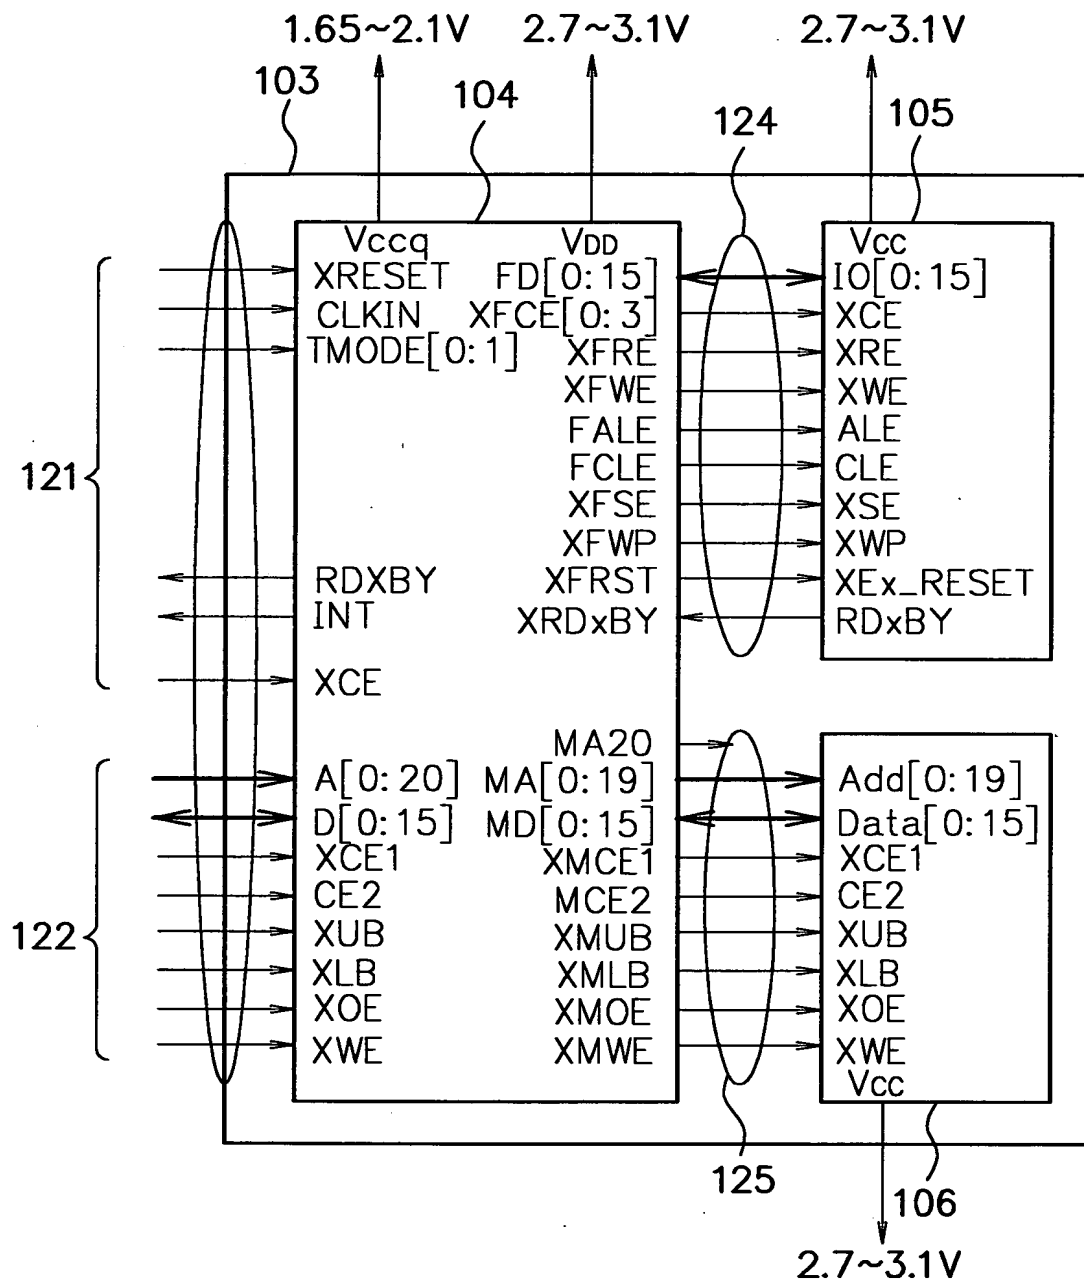 1.65~2.1V 2.7~3.1V 2.7~3.1V
103 104 124 105
Vccq VDD Vcc
XRESET FD[0:15] IO[0:15]
CLKIN XFCE[0:3] XCE
TMODE[0:1] XFRE XRE
XFWE XWE
FALE ALE
121 FCLE CLE
XFSE XSE
XFWP XWP
RDXBY XFRST XEx_RESET
INT XRDxBY RDxBY
XCE
MA20
A[0:20] MA[0:19] Add[0:19]
D[0:15] MD[0:15] Data[0:15]
XCE1 XMCE1 XCE1
CE2 MCE2 CE2
122 XUB XMUB XUB
XLB XMLB XLB
XOE XMOE XOE
XWE XMWE XWE
Vcc
125 106
2.7~3.1V